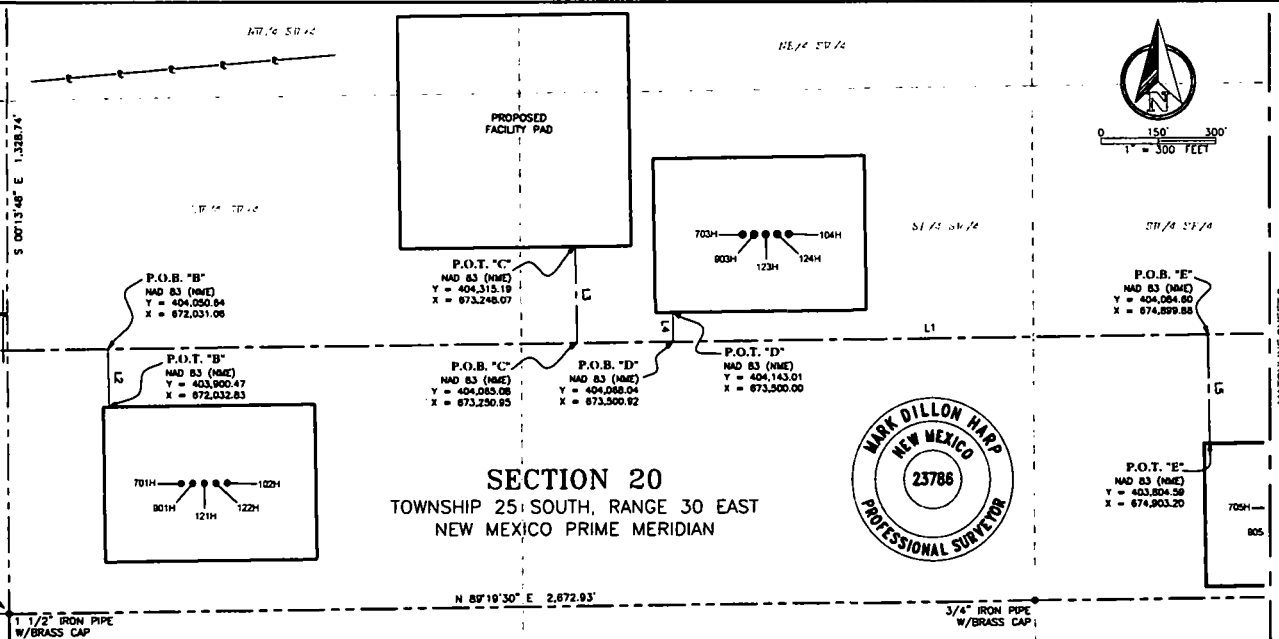 NW/4 SW/4
NE/4 SW/4
PROPOSED
FACILITY PAD
N
0 150' 300'
1" = 300 FEET
S 00'13'48" E 1,328.74'
SW/4 SW/4
SE/4 SW/4
SW/4 SE/4
703H
104H
903H
124H
123H
P.O.B. "B"
NAD 83 (NME)
Y = 404,050.84
X = 672,031.06
P.O.T. "C"
NAD 83 (NME)
Y = 404,315.19
X = 673,248.07
L3
P.O.B. "E"
NAD 83 (NME)
Y = 404,084.60
X = 674,899.88
L4
L1
P.O.T. "B"
NAD 83 (NME)
Y = 403,900.47
X = 672,032.83
L2
P.O.B. "C"
NAD 83 (NME)
Y = 404,065.08
X = 673,250.95
P.O.B. "D"
NAD 83 (NME)
Y = 404,088.04
X = 673,500.92
P.O.T. "D"
NAD 83 (NME)
Y = 404,143.01
X = 673,500.00
L5
MARK DILLON HARP
NEW MEXICO
23786
PROFESSIONAL SURVEYOR
P.O.T. "E"
NAD 83 (NME)
Y = 403,804.59
X = 674,903.20
701H
102H
801H
122H
121H
SECTION 20
TOWNSHIP 25 SOUTH, RANGE 30 EAST
NEW MEXICO PRIME MERIDIAN
705H
805
N 89'19'30" E 2,672.93'
1 1/2" IRON PIPE
W/BRASS CAP
3/4" IRON PIPE
W/BRASS CAP